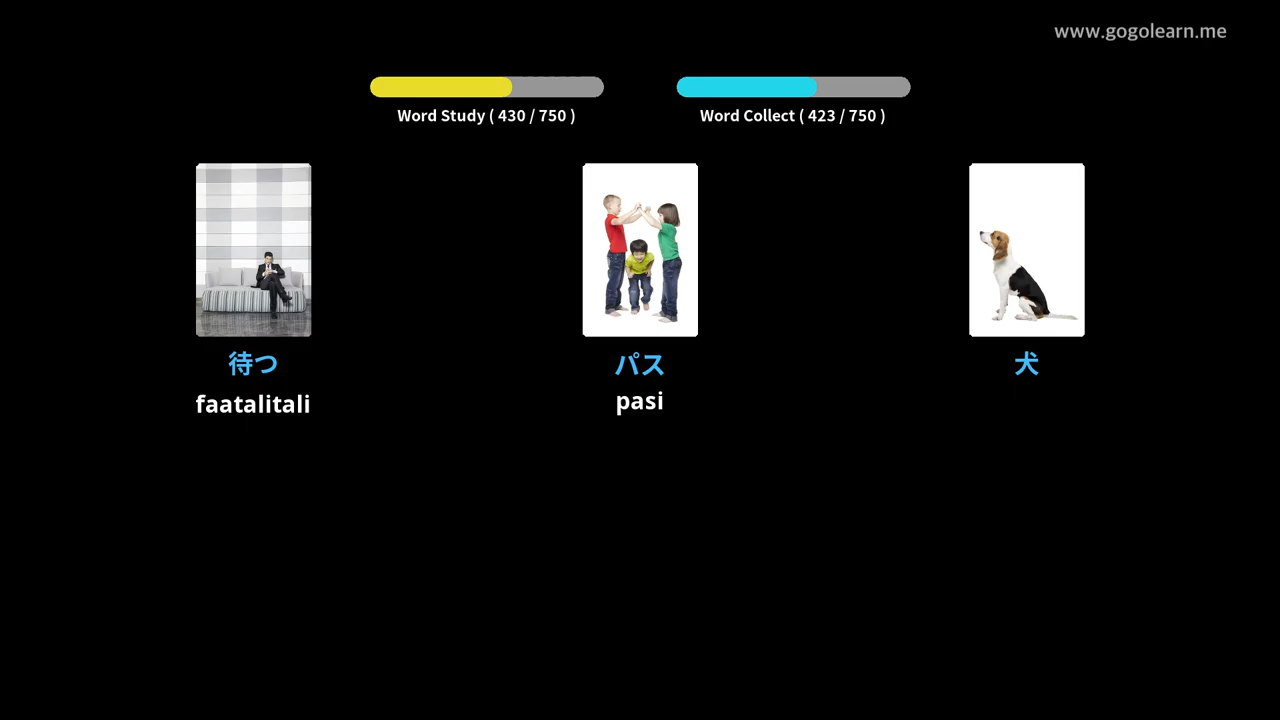 www.gogolearn.me
Word Study ( 430 / 750 )
Word Collect ( 423 / 750 )
待つ
パス
犬
faatalitali
pasi